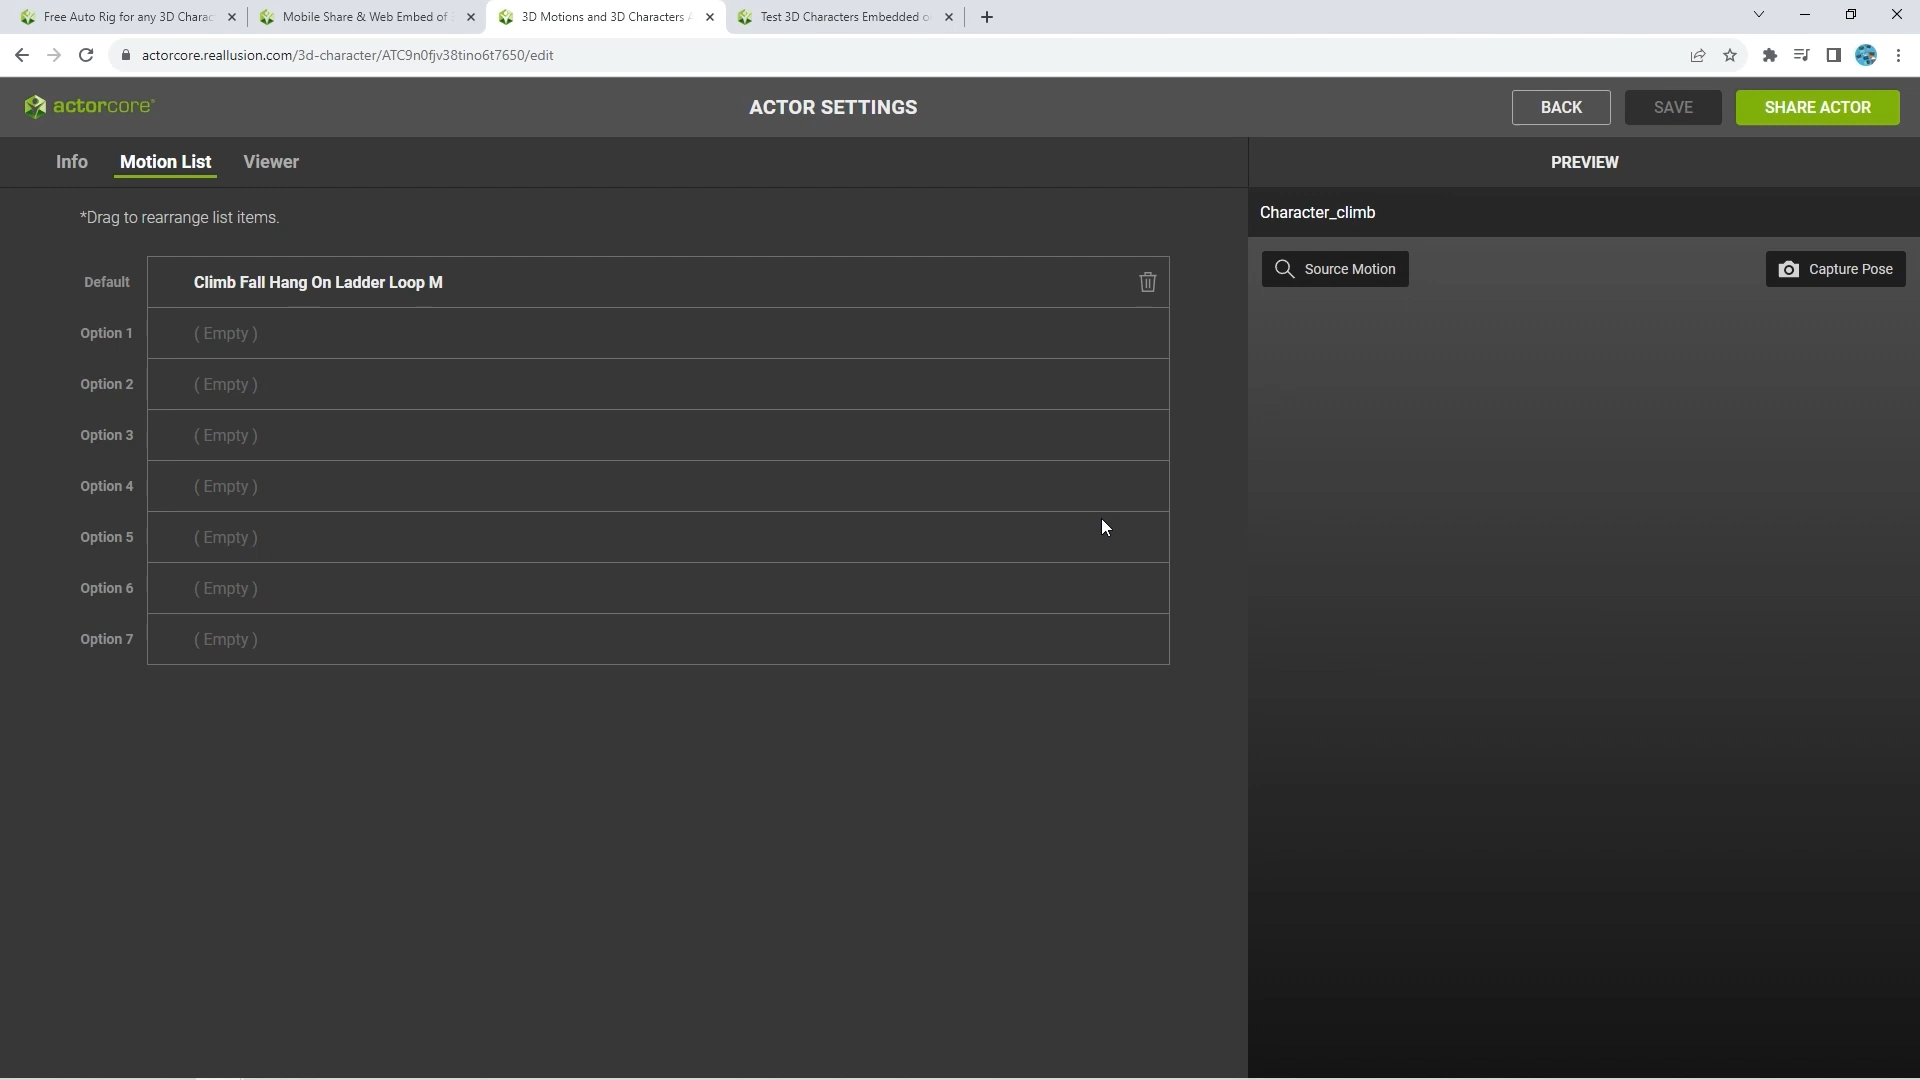 Free Auto Rig for any 3D Charac
Mobile Share & Web Embed of 3
3D Motions and 3D Characters
Test 3D Characters Embedded o
actorcore.reallusion.com/3d-character/ATC9n0fjv38tino6t7650/edit
actorcore
ACTOR SETTINGS
BACK
SAVE
SHARE ACTOR
Info
Motion List
Viewer
PREVIEW
*Drag to rearrange list items.
Character_climb
Source Motion
Capture Pose
Default
Climb Fall Hang On Ladder Loop M
Option 1
( Empty )
Option 2
( Empty )
Option 3
( Empty )
Option 4
( Empty )
Option 5
( Empty )
Option 6
( Empty )
Option 7
( Empty )